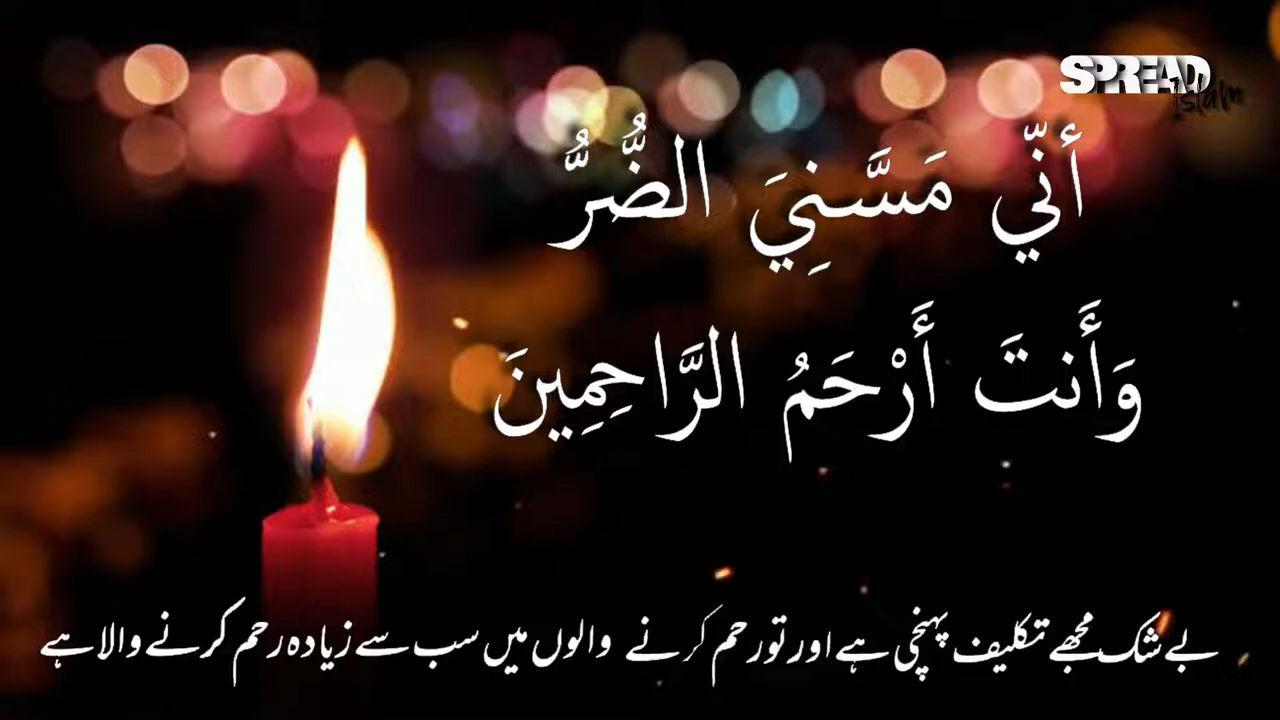 SPREAD
Islam
أَنِّي مَسَّنِيَ الضُّرُّ
وَأَنتَ أَرْحَمُ الرَّاحِمِينَ
بے شک مجھے تکلیف پہنچی ہے اور تو رحم کرنے والوں میں سب سے زیادہ رحم کرنے والا ہے